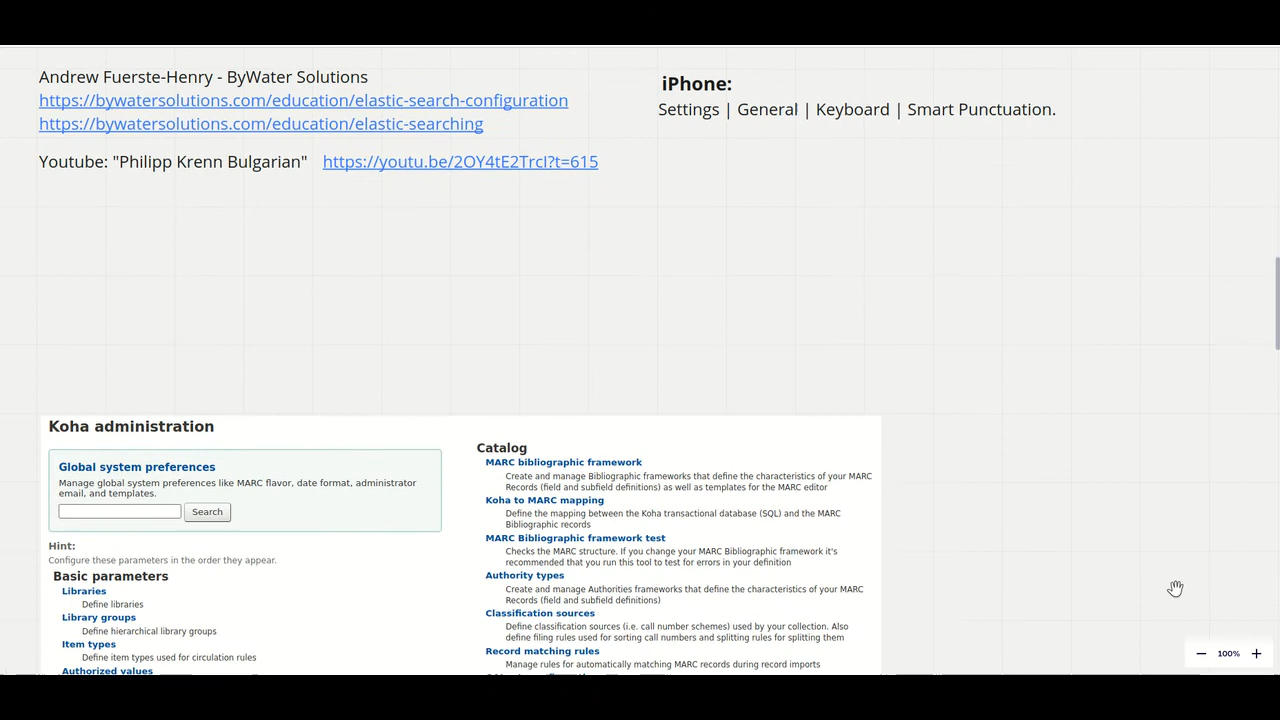 Andrew Fuerste-Henry - ByWater Solutions
https://bywatersolutions.com/education/elastic-search-configuration
https://bywatersolutions.com/education/elastic-searching
Youtube: "Philipp Krenn Bulgarian" https://youtu.be/2OY4tE2TrcI?t=615
iPhone:
Settings | General | Keyboard | Smart Punctuation.
Koha administration
Global system preferences
Manage global system preferences like MARC flavor, date format, administrator
email, and templates.
Search
Hint:
Configure these parameters in the order they appear.
Basic parameters
Libraries
Define libraries
Library groups
Define hierarchical library groups
Item types
Define item types used for circulation rules
Authorized values
Catalog
MARC bibliographic framework
Create and manage Bibliographic frameworks that define the characteristics of your MARC
Records (field and subfield definitions) as well as templates for the MARC editor
Koha to MARC mapping
Define the mapping between the Koha transactional database (SQL) and the MARC
Bibliographic records
MARC Bibliographic framework test
Checks the MARC structure. If you change your MARC Bibliographic framework it's
recommended that you run this tool to test for errors in your definition
Authority types
Create and manage Authorities frameworks that define the characteristics of your MARC
Records (field and subfield definitions)
Classification sources
Define classification sources (i.e. call number schemes) used by your collection. Also
define filing rules used for sorting call numbers and splitting rules for splitting them
Record matching rules
Manage rules for automatically matching MARC records during record imports
100%